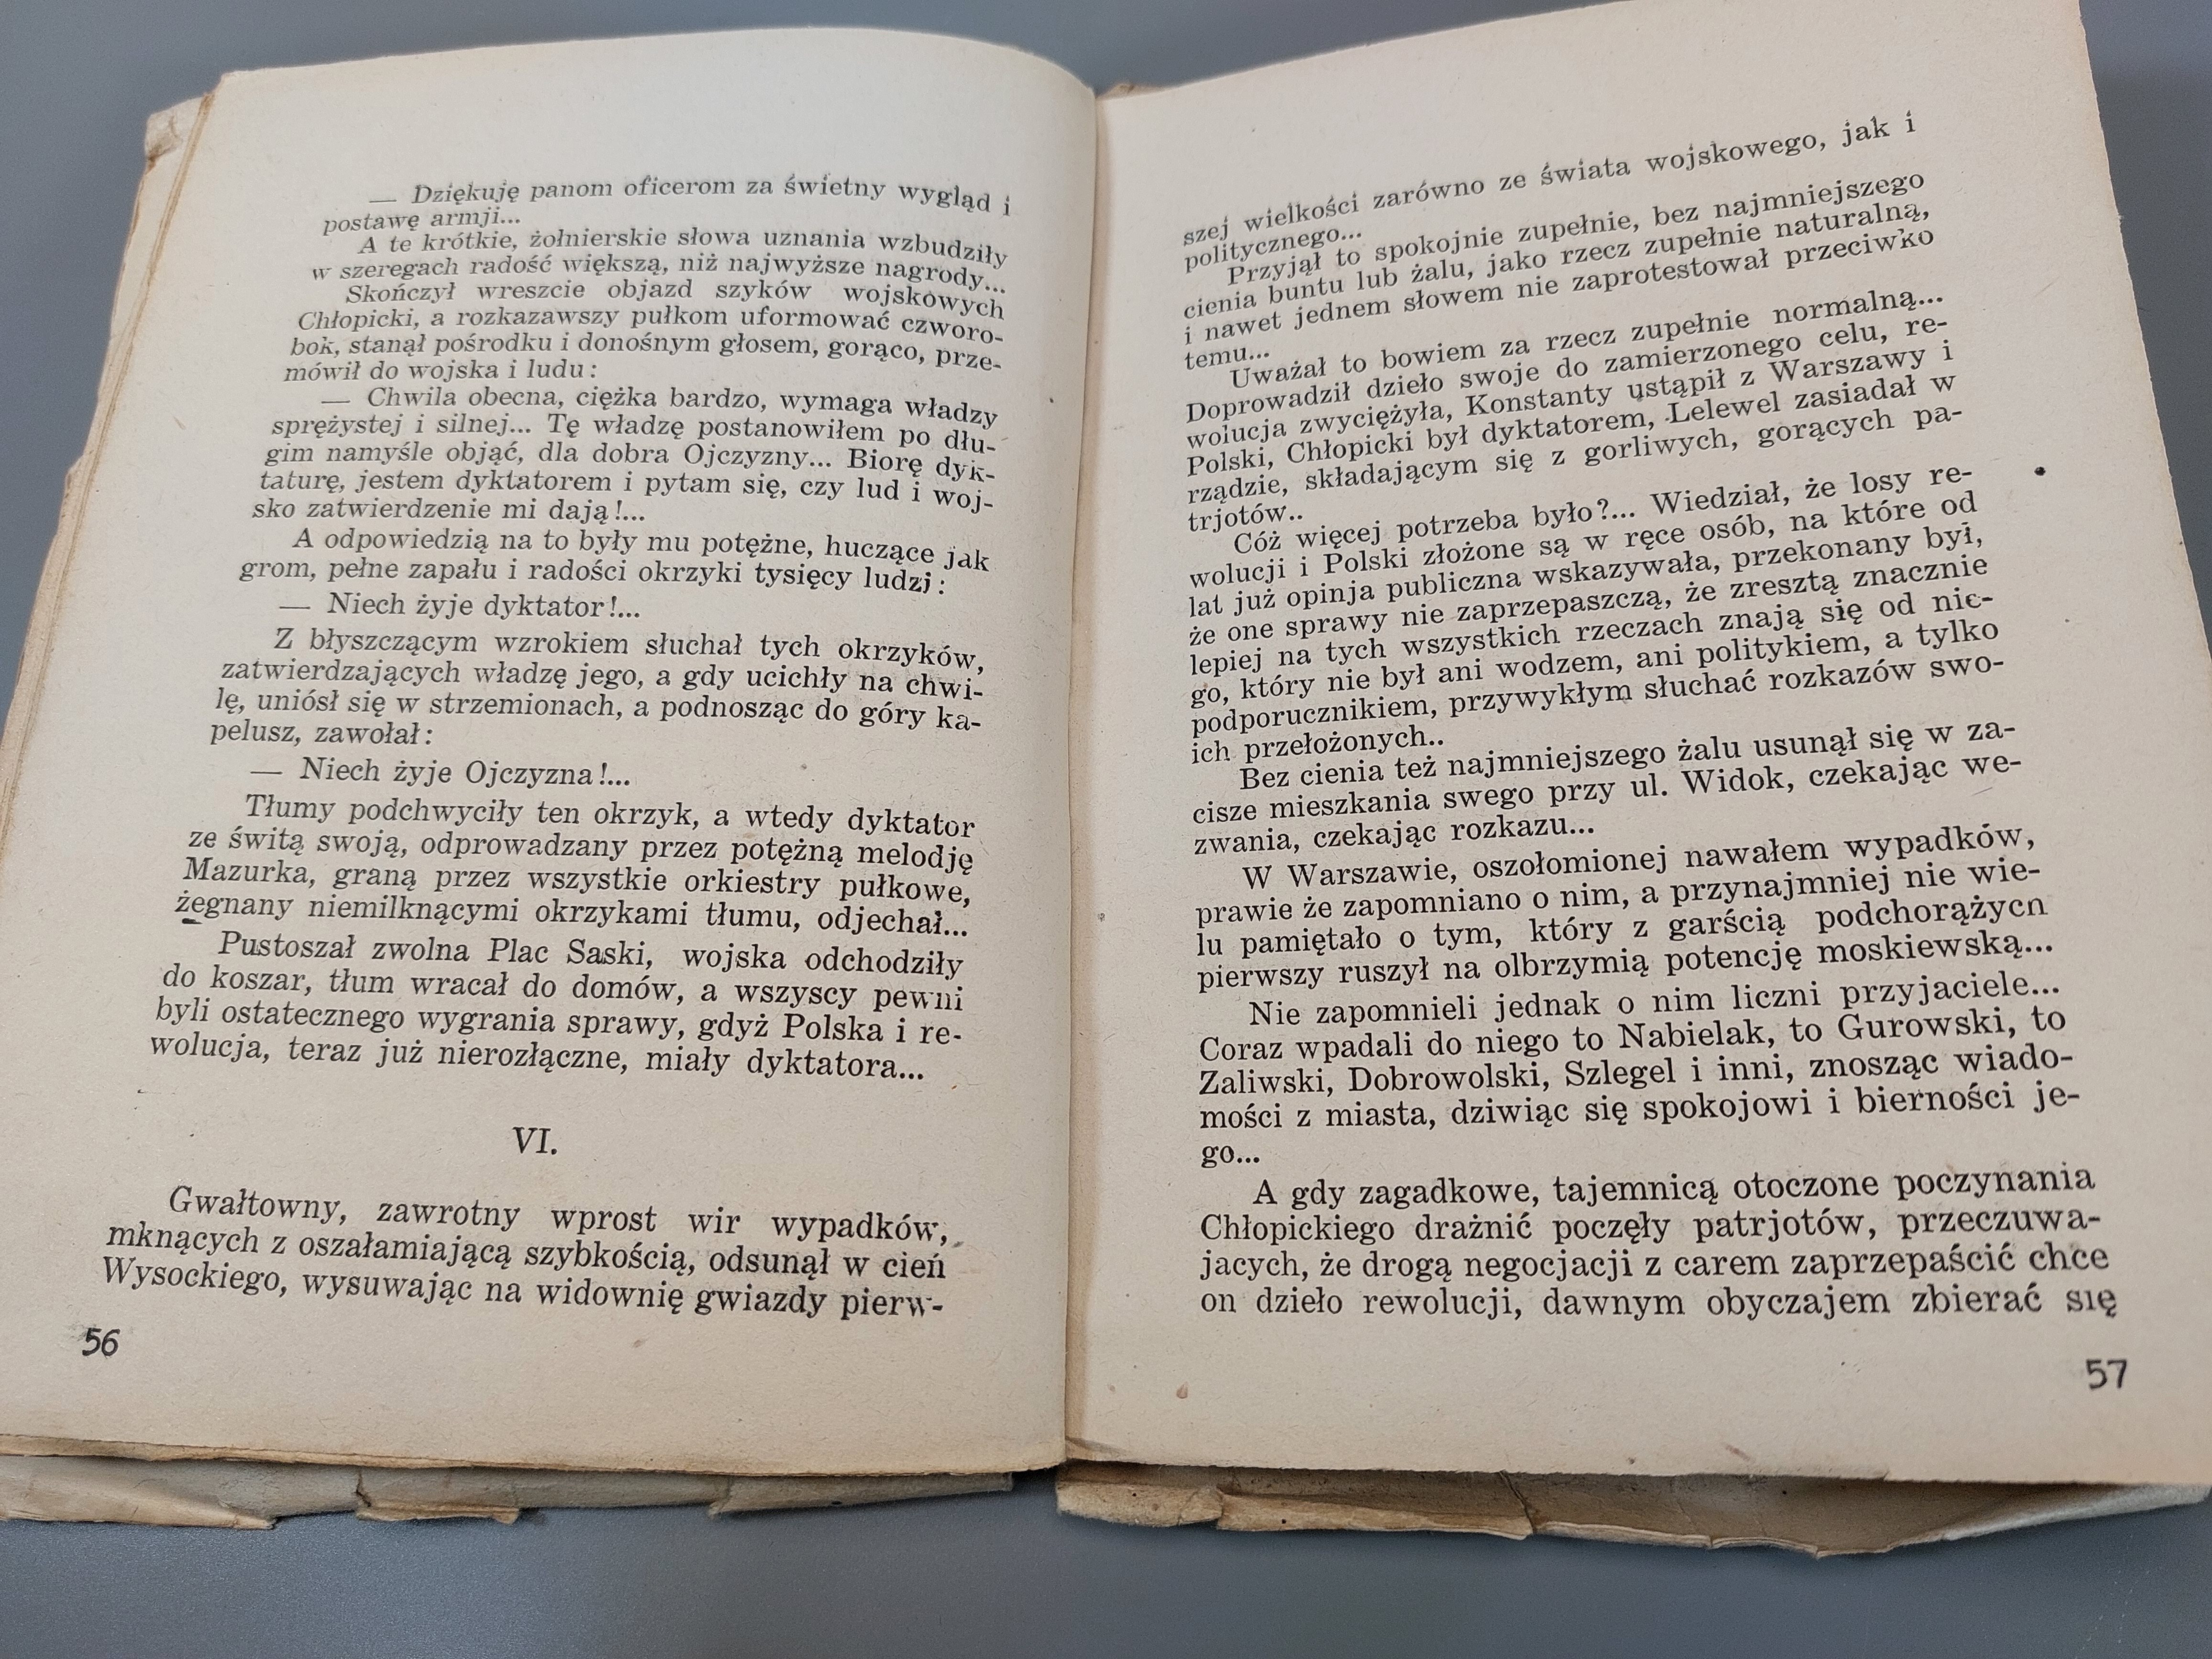 — Dziękuję panom oficerom za świetny wygląd i
postawę armji...
A te krótkie, żołnierskie słowa uznania wzbudziły
w szeregach radość większą, niż najwyższe nagrody...
Skończył wreszcie objazd szyków wojskowych
Chłopicki, a rozkazawszy pułkom uformować czworo-
bok, stanął pośrodku i donośnym głosem, gorąco, prze-
mówił do wojska i ludu:
— Chwila obecna, ciężka bardzo, wymaga władzy
sprężystej i silnej... Tę władzę postanowiłem po dłu-
gim namyśle objąć, dla dobra Ojczyzny... Biorę dyk-
taturę, jestem dyktatorem i pytam się, czy lud i woj-
sko zatwierdzenie mi dają!...
A odpowiedzią na to były mu potężne, huczące jak
grom, pełne zapału i radości okrzyki tysięcy ludzi:
— Niech żyje dyktator!...
Z błyszczącym wzrokiem słuchał tych okrzyków,
zatwierdzających władzę jego, a gdy ucichły na chwi-
lę, uniósł się w strzemionach, a podnosząc do góry ka-
pelusz, zawołał:
— Niech żyje Ojczyzna!...
Tłumy podchwyciły ten okrzyk, a wtedy dyktator
ze świtą swoją, odprowadzany przez potężną melodję
Mazurka, graną przez wszystkie orkiestry pułkowe,
żegnany niemilknącymi okrzykami tłumu, odjechał...
Pustoszał zwolna Plac Saski, wojska odchodziły
do koszar, tłum wracał do domów, a wszyscy pewni
byli ostatecznego wygrania sprawy, gdyż Polska i re-
wolucja, teraz już nierozłączne, miały dyktatora...
VI.
Gwałtowny, zawrotny wprost wir wypadków,
mknących z oszałamiającą szybkością, odsunął w cień
Wysockiego, wysuwając na widownię gwiazdy pierw-
56
szej wielkości zarówno ze świata wojskowego, jak i
politycznego...
Przyjął to spokojnie zupełnie, bez najmniejszego
cienia buntu lub żalu, jako rzecz zupełnie naturalną,
i nawet jednem słowem nie zaprotestował przeciwko
temu...
Uważał to bowiem za rzecz zupełnie normalną...
Doprowadził dzieło swoje do zamierzonego celu, re-
wolucja zwyciężyła, Konstanty ustąpił z Warszawy i
Polski, Chłopicki był dyktatorem, Lelewel zasiadał w
rządzie, składającym się z gorliwych, gorących pa-
trjotów..
Cóż więcej potrzeba było?... Wiedział, że losy re-
wolucji i Polski złożone są w ręce osób, na które od
lat już opinja publiczna wskazywała, przekonany był,
że one sprawy nie zaprzepaszczą, że zresztą znacznie
lepiej na tych wszystkich rzeczach znają się od nie-
go, który nie był ani wodzem, ani politykiem, a tylko
podporucznikiem, przywykłym słuchać rozkazów swo-
ich przełożonych..
Bez cienia też najmniejszego żalu usunął się w za-
cisze mieszkania swego przy ul. Widok, czekając we-
zwania, czekając rozkazu...
W Warszawie, oszołomionej nawałem wypadków,
prawie że zapomniano o nim, a przynajmniej nie wie-
lu pamiętało o tym, który z garścią podchorążych
pierwszy ruszył na olbrzymią potencję moskiewską...
Nie zapomnieli jednak o nim liczni przyjaciele...
Coraz wpadali do niego to Nabielak, to Gurowski, to
Zaliwski, Dobrowolski, Szlegel i inni, znosząc wiado-
mości z miasta, dziwiąc się spokojowi i bierności je-
go...
A gdy zagadkowe, tajemnicą otoczone poczynania
Chłopickiego drażnić poczęły patrjotów, przeczuwa-
jacych, że drogą negocjacji z carem zaprzepaścić chce
on dzieło rewolucji, dawnym obyczajem zbierać się
57